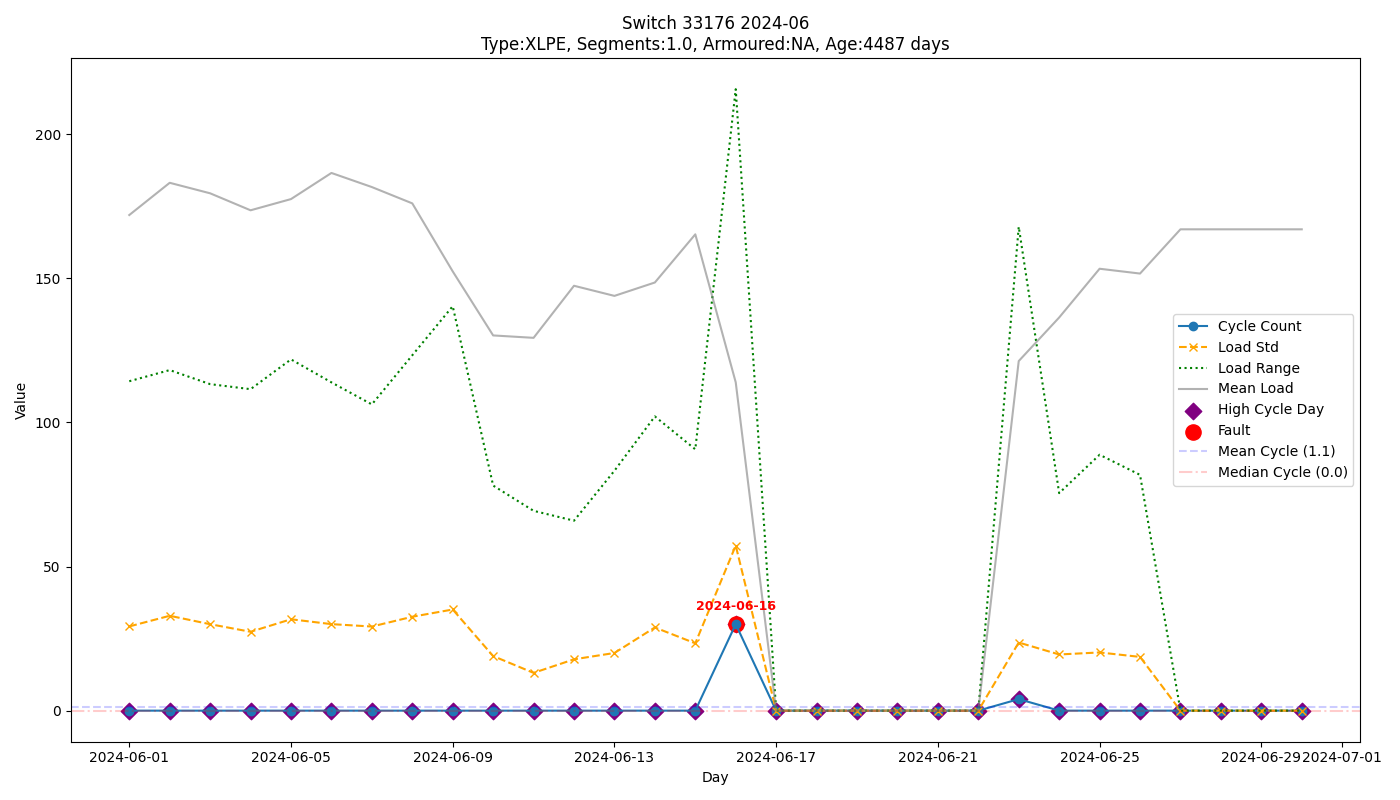 Switch 33176 2024-06
Type:XLPE, Segments:1.0, Armoured:NA, Age:4487 days
Value
200
150
100
50
0
2024-06-16
Cycle Count
Load Std
Load Range
Mean Load
High Cycle Day
Fault
Mean Cycle (1.1)
Median Cycle (0.0)
2024-06-01
2024-06-05
2024-06-09
2024-06-13
2024-06-17
2024-06-21
2024-06-25
2024-06-29
2024-07-01
Day